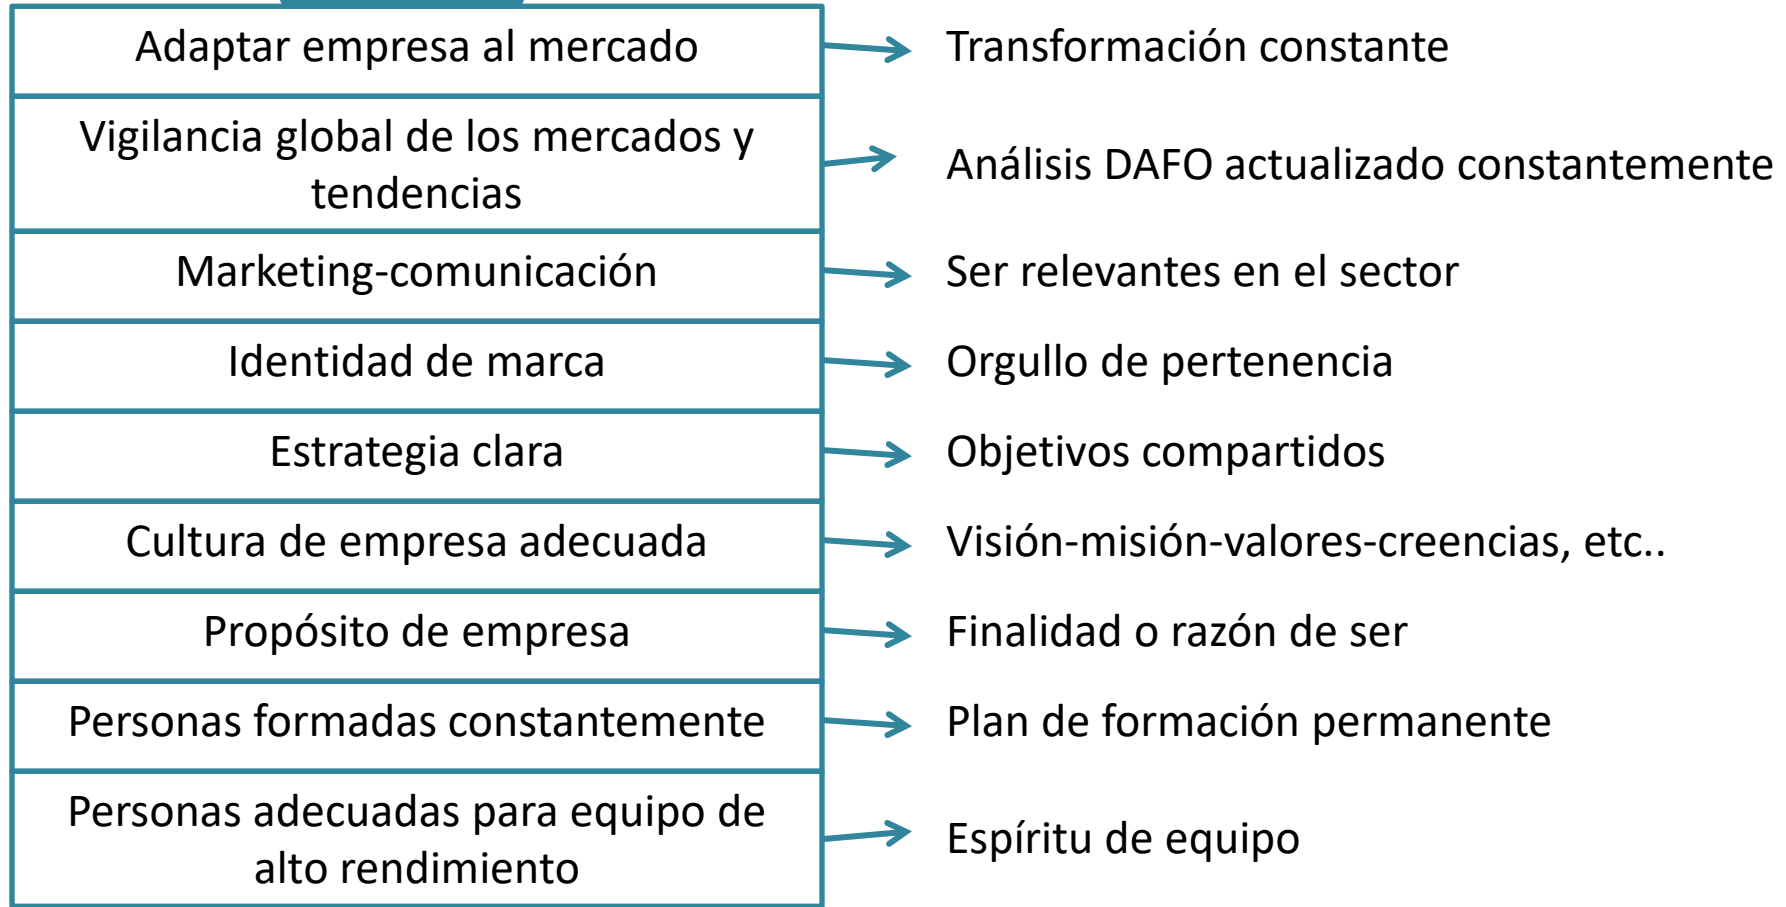 Adaptar empresa al mercado
Transformación constante
Vigilancia global de los mercados y
tendencias
Análisis DAFO actualizado constantemente
Marketing-comunicación
Ser relevantes en el sector
Identidad de marca
Orgullo de pertenencia
Estrategia clara
Objetivos compartidos
Cultura de empresa adecuada
Visión-misión-valores-creencias, etc..
Propósito de empresa
Finalidad o razón de ser
Personas formadas constantemente
Plan de formación permanente
Personas adecuadas para equipo de
alto rendimiento
Espíritu de equipo